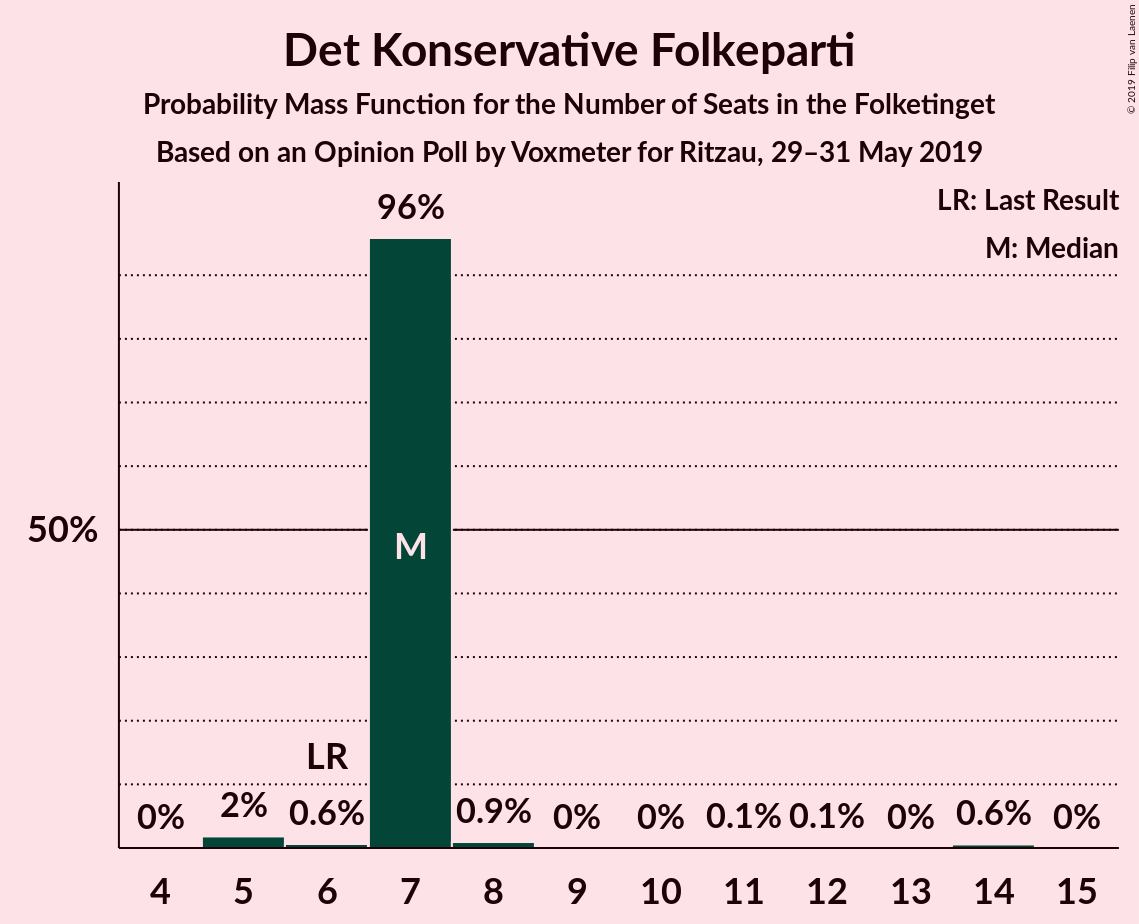 Det Konservative Folkeparti
Probability Mass Function for the Number of Seats in the Folketinget
Based on an Opinion Poll by Voxmeter for Ritzau, 29–31 May 2019
© 2019 Filip van Laenen
LR: Last Result
M: Median
96%
50%
M
LR
0% 2% 0.6% 0.9% 0% 0% 0.1% 0.1% 0% 0.6% 0%
4 5 6 7 8 9 10 11 12 13 14 15